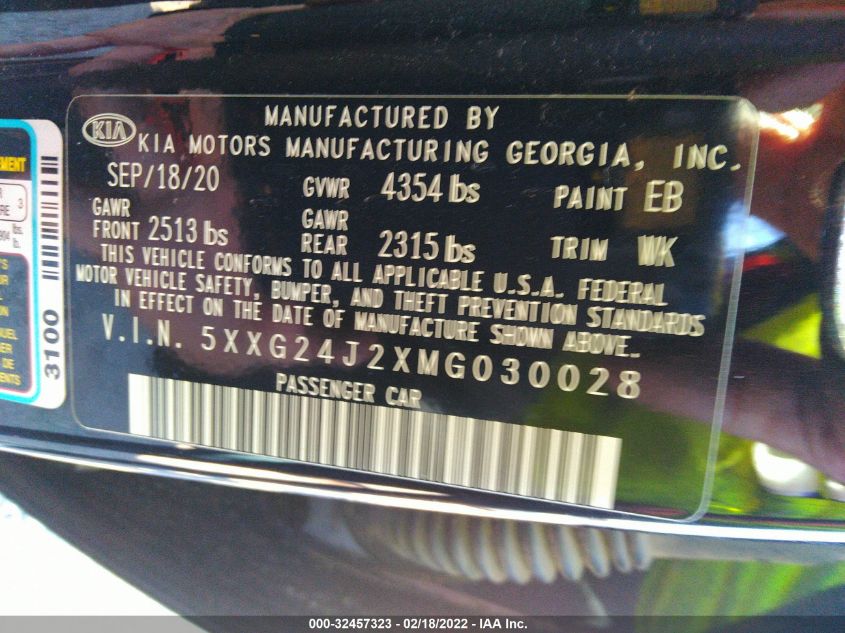 MANUFACTURED BY
KIA KIA MOTORS MANUFACTURING GEORGIA, INC.
SEP/18/20 GVWR 4354 lbs PAINT EB
GAWR FRONT 2513 lbs GAWR REAR 2315 lbs TRIM WK
THIS VEHICLE CONFORMS TO ALL APPLICABLE U.S.A. FEDERAL
MOTOR VEHICLE SAFETY, BUMPER, AND THEFT PREVENTION STANDARDS
IN EFFECT ON THE DATE OF MANUFACTURE SHOWN ABOVE.
V.I.N. 5XXG24J2XMG030028
PASSENGER CAR
3100
000-32457323 - 02/18/2022 - IAA Inc.